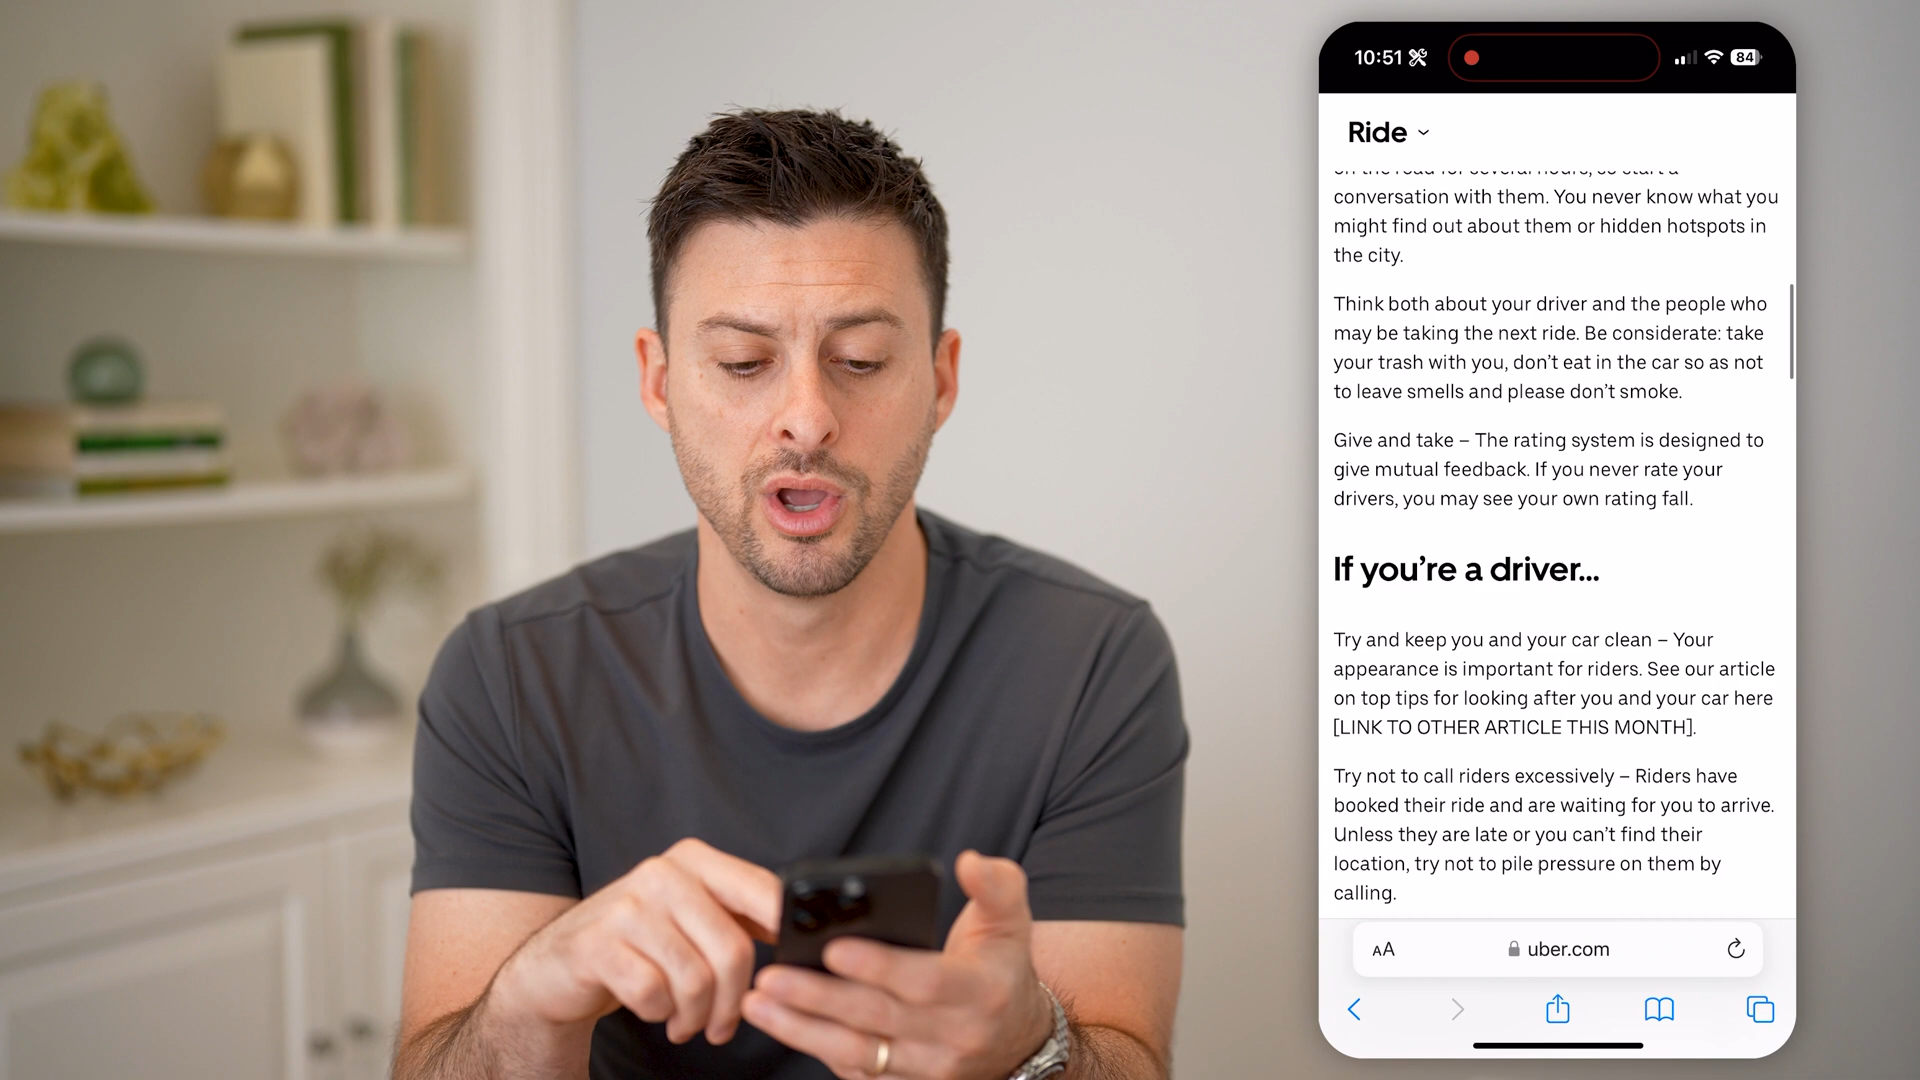 10:51
84
Ride
on the road for several hours, so start a
conversation with them. You never know what you
might find out about them or hidden hotspots in
the city.
Think both about your driver and the people who
may be taking the next ride. Be considerate: take
your trash with you, don’t eat in the car so as not
to leave smells and please don’t smoke.
Give and take – The rating system is designed to
give mutual feedback. If you never rate your
drivers, you may see your own rating fall.
If you’re a driver...
Try and keep you and your car clean – Your
appearance is important for riders. See our article
on top tips for looking after you and your car here
[LINK TO OTHER ARTICLE THIS MONTH].
Try not to call riders excessively – Riders have
booked their ride and are waiting for you to arrive.
Unless they are late or you can’t find their
location, try not to pile pressure on them by
calling.
AA
uber.com